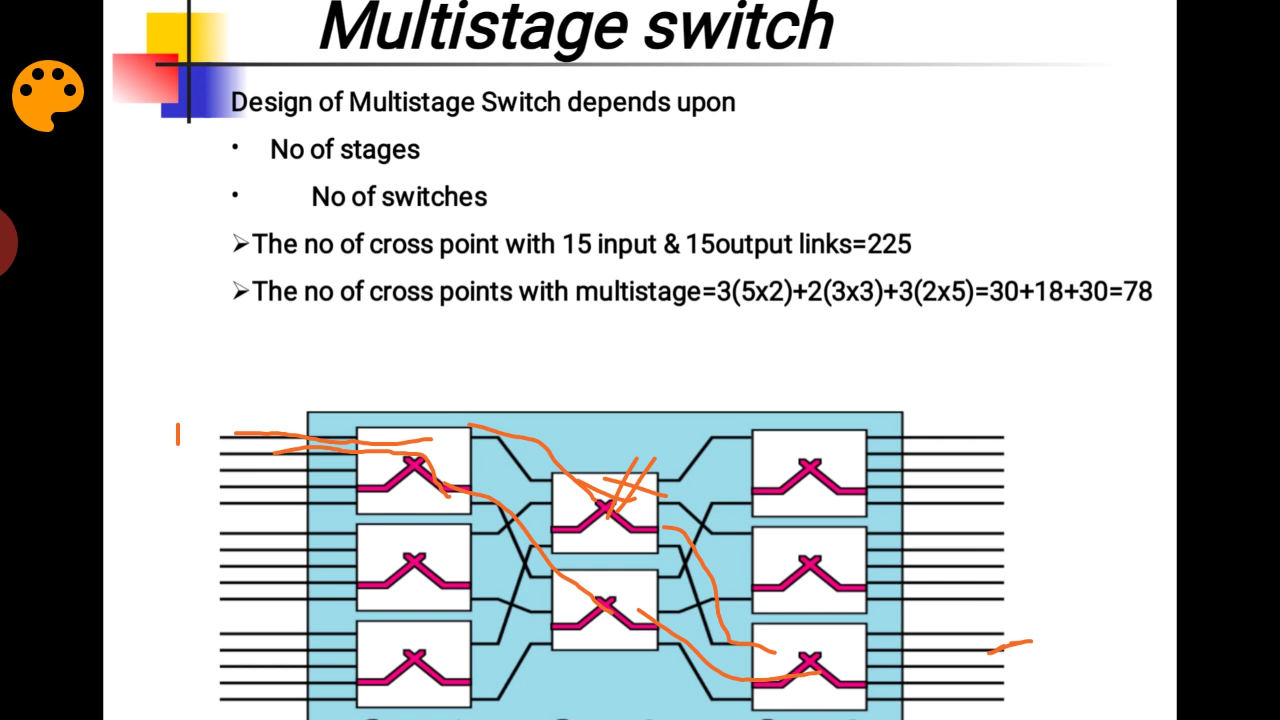 Multistage switch
Design of Multistage Switch depends upon
• No of stages
• No of switches
➢The no of cross point with 15 input & 15output links=225
➢The no of cross points with multistage=3(5x2)+2(3x3)+3(2x5)=30+18+30=78